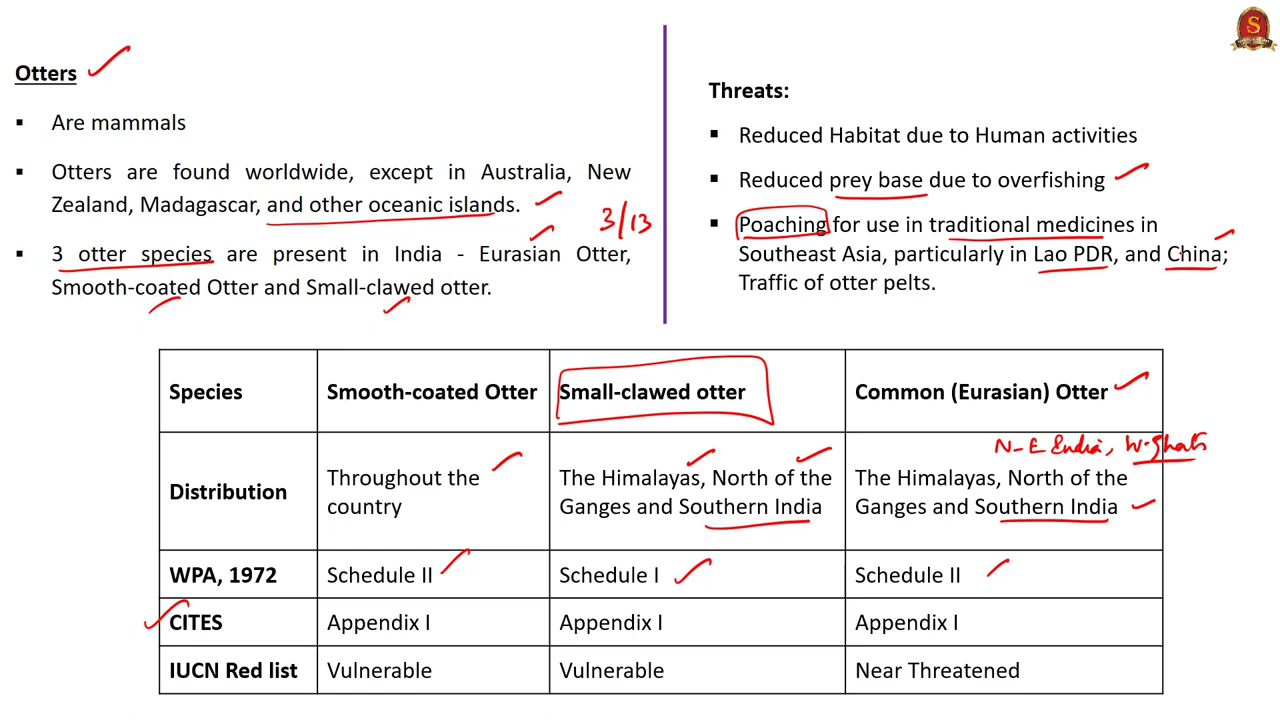 Otters
▪ Are mammals
▪ Otters are found worldwide, except in Australia, New
Zealand, Madagascar, and other oceanic islands.
3/13
▪ 3 otter species are present in India - Eurasian Otter,
Smooth-coated Otter and Small-clawed otter.
S
Threats:
▪ Reduced Habitat due to Human activities
▪ Reduced prey base due to overfishing
▪ Poaching for use in traditional medicines in
Southeast Asia, particularly in Lao PDR, and China;
Traffic of otter pelts.
Species Smooth-coated Otter Small-clawed otter Common (Eurasian) Otter
N-E India, W-Ghats
Distribution Throughout the country The Himalayas, North of the Ganges and Southern India The Himalayas, North of the Ganges and Southern India
WPA, 1972 Schedule II Schedule I Schedule II
CITES Appendix I Appendix I Appendix I
IUCN Red list Vulnerable Vulnerable Near Threatened